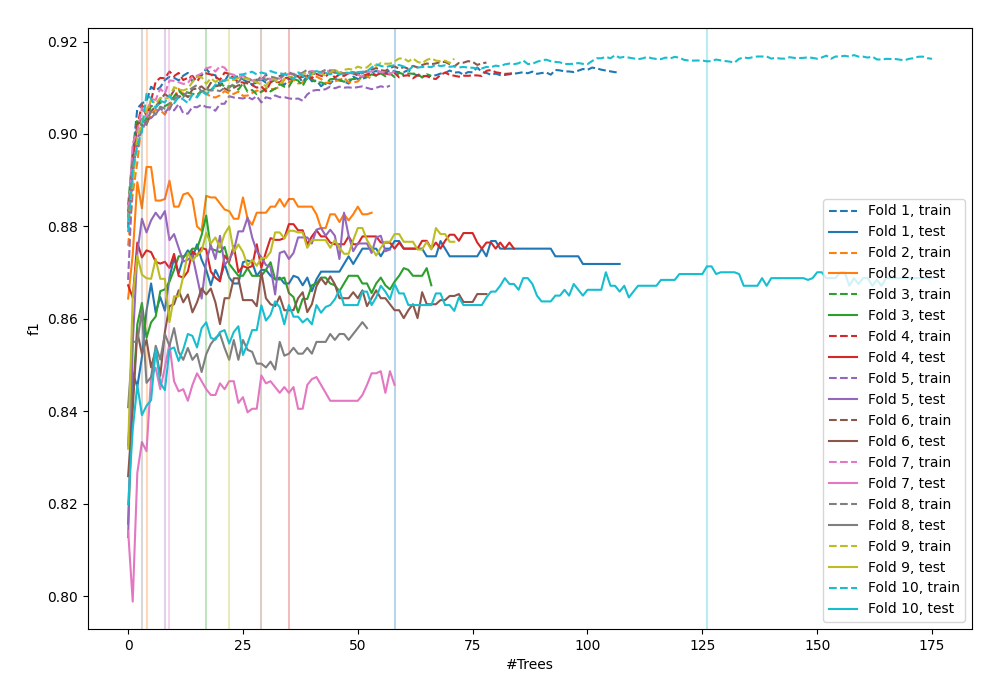 0.92
0.90
0.88
0.86
0.84
0.82
0.80
f1
0
25
50
75
100
125
150
175
#Trees
Fold 1, train
Fold 1, test
Fold 2, train
Fold 2, test
Fold 3, train
Fold 3, test
Fold 4, train
Fold 4, test
Fold 5, train
Fold 5, test
Fold 6, train
Fold 6, test
Fold 7, train
Fold 7, test
Fold 8, train
Fold 8, test
Fold 9, train
Fold 9, test
Fold 10, train
Fold 10, test